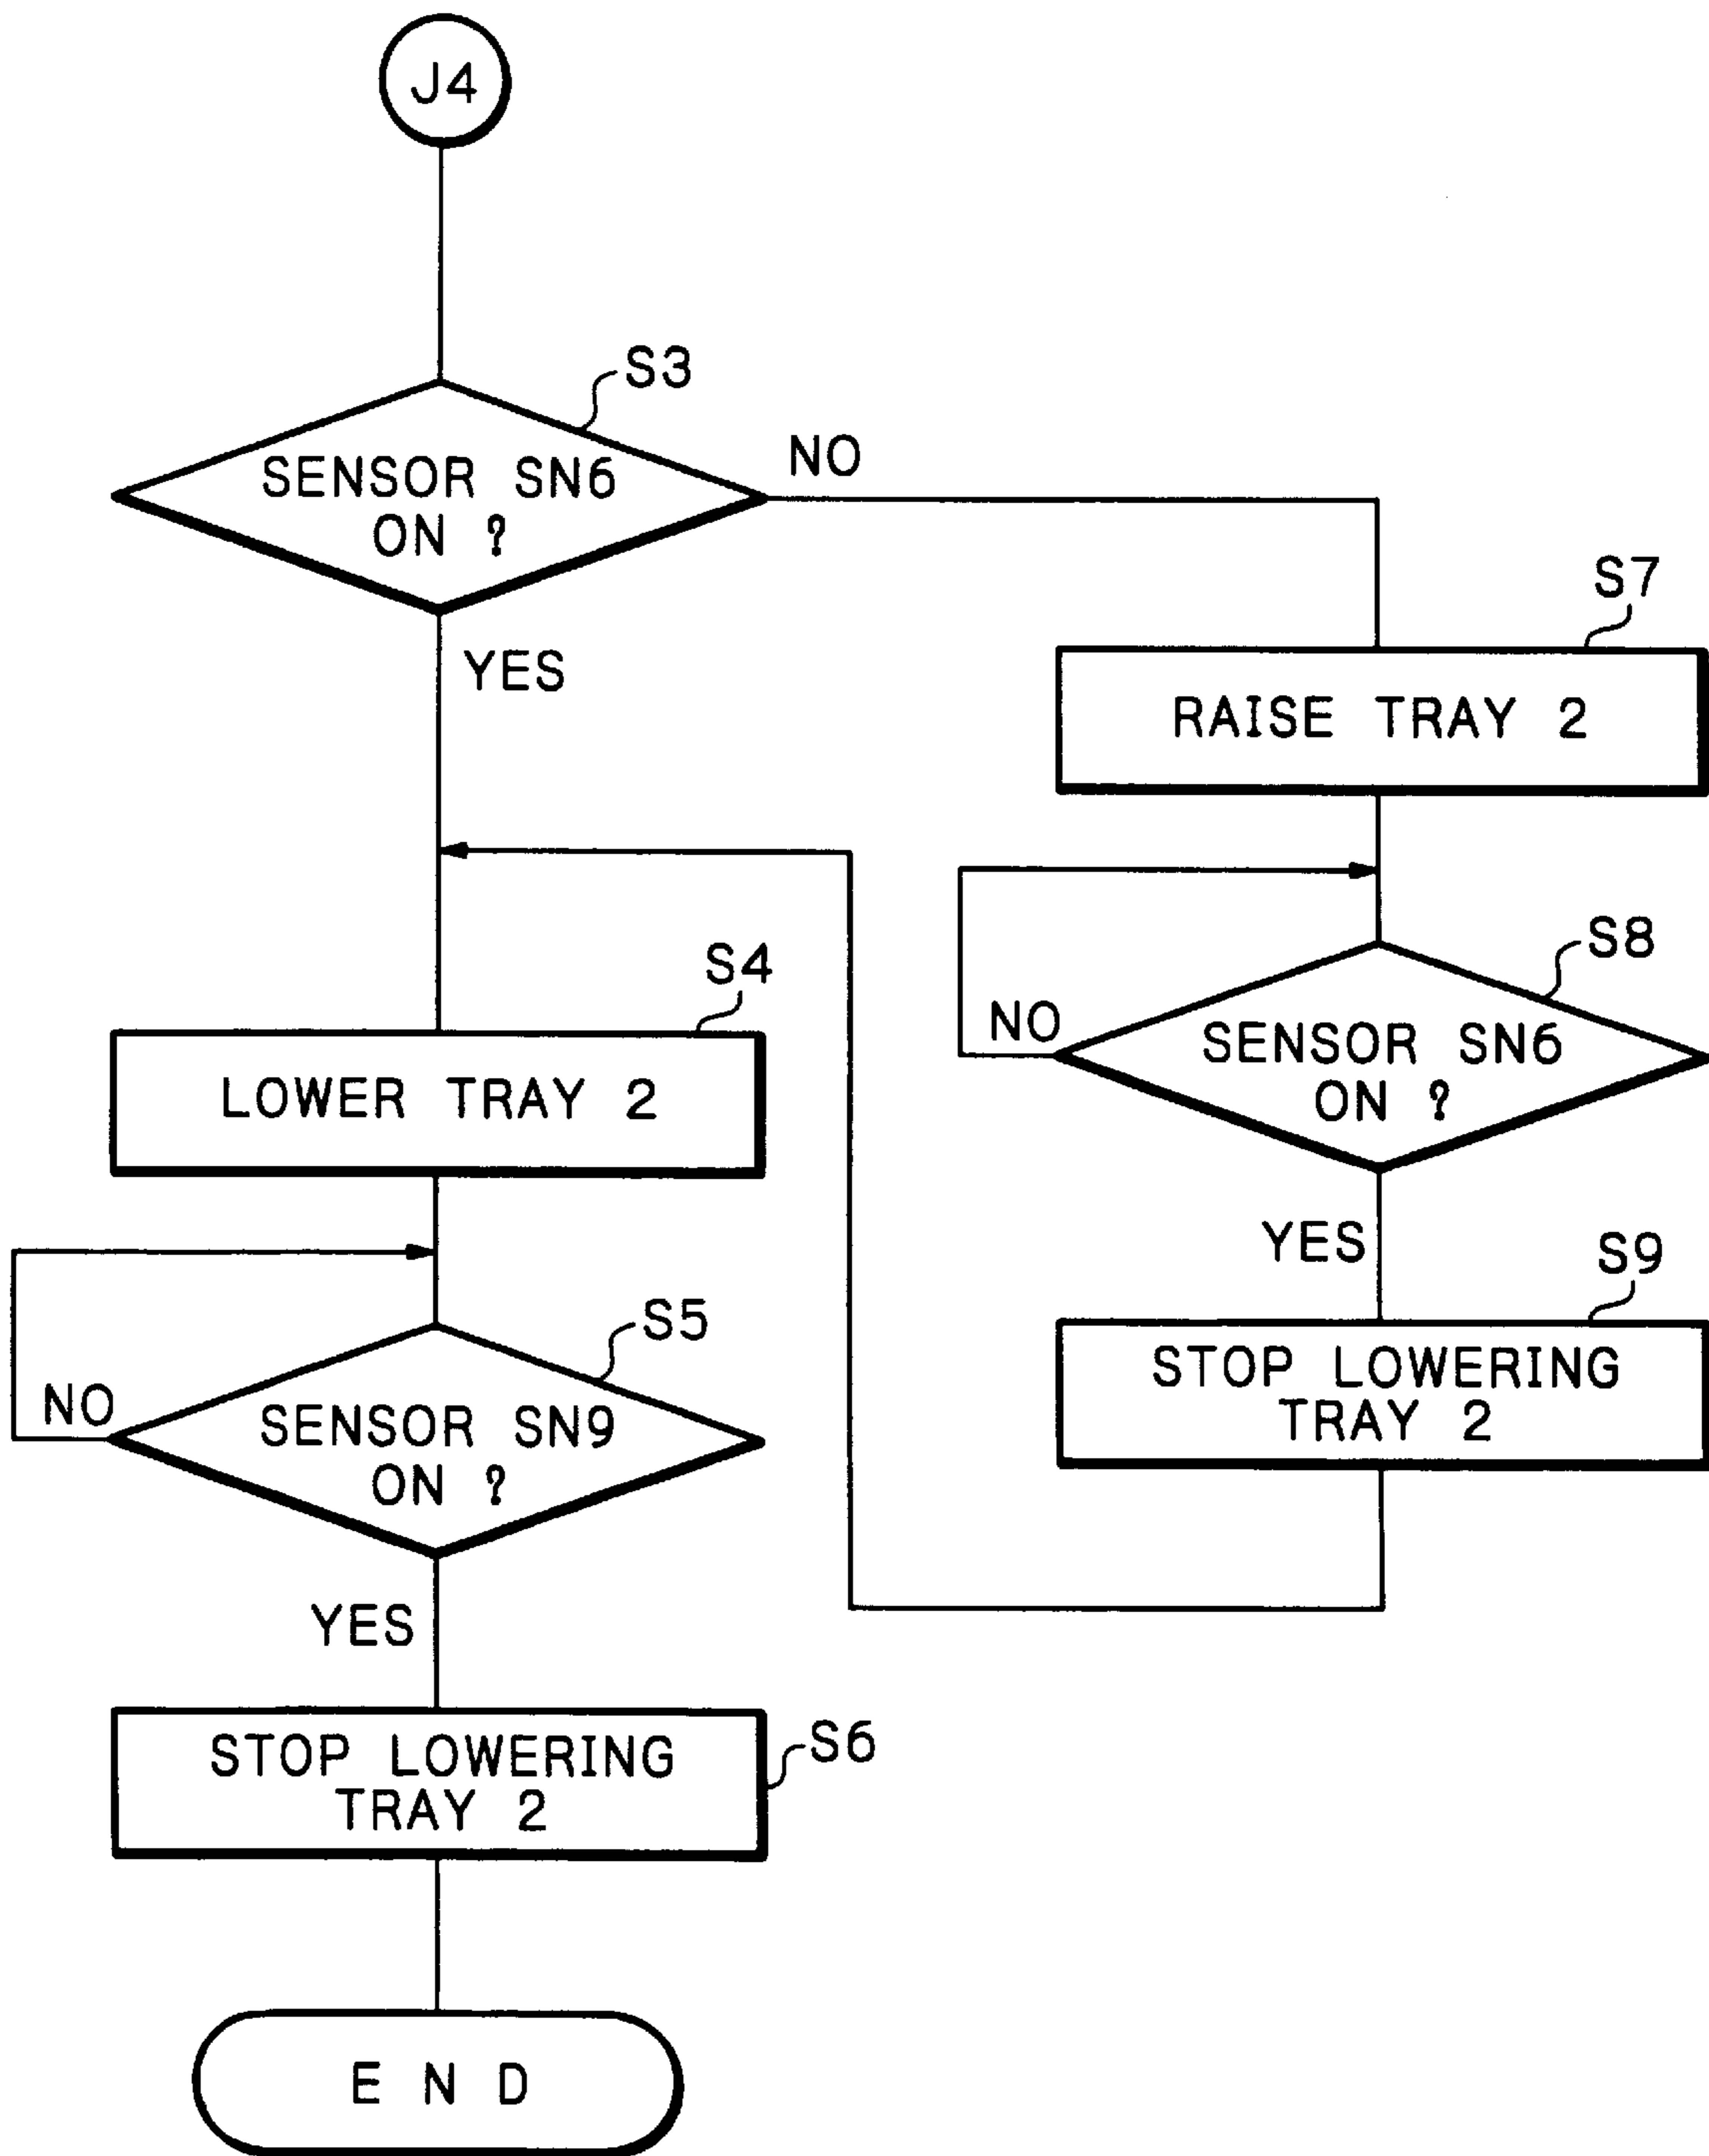 J4
S3
SENSOR SN6
ON ?
NO
YES
S7
RAISE TRAY 2
S4
LOWER TRAY 2
S8
NO
SENSOR SN6
ON ?
YES
S5
NO
SENSOR SN9
ON ?
YES
S9
STOP LOWERING
TRAY 2
STOP LOWERING
TRAY 2
S6
E N D